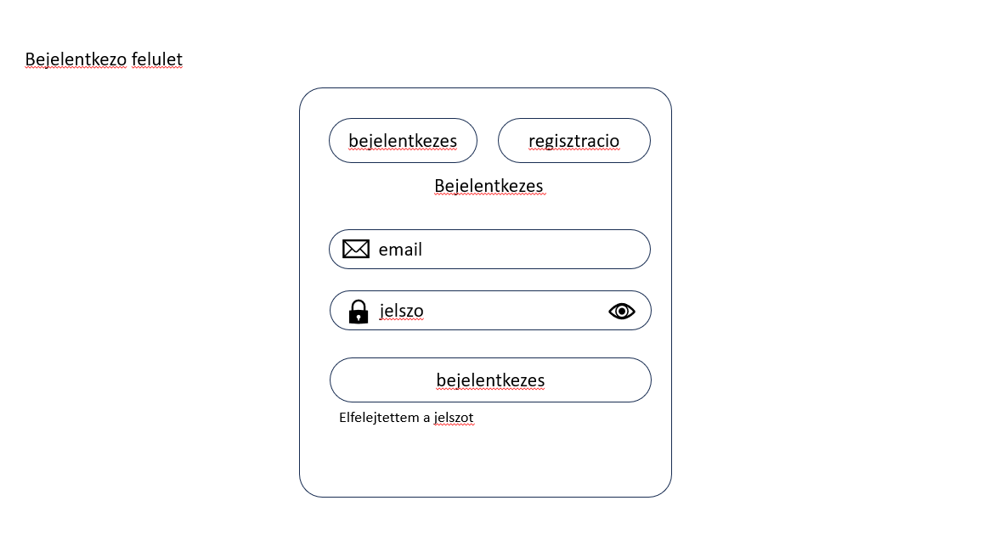 Bejelentkezo felulet
bejelentkezes
regisztracio
Bejelentkezes
email
jelszo
bejelentkezes
Elfelejtettem a jelszot